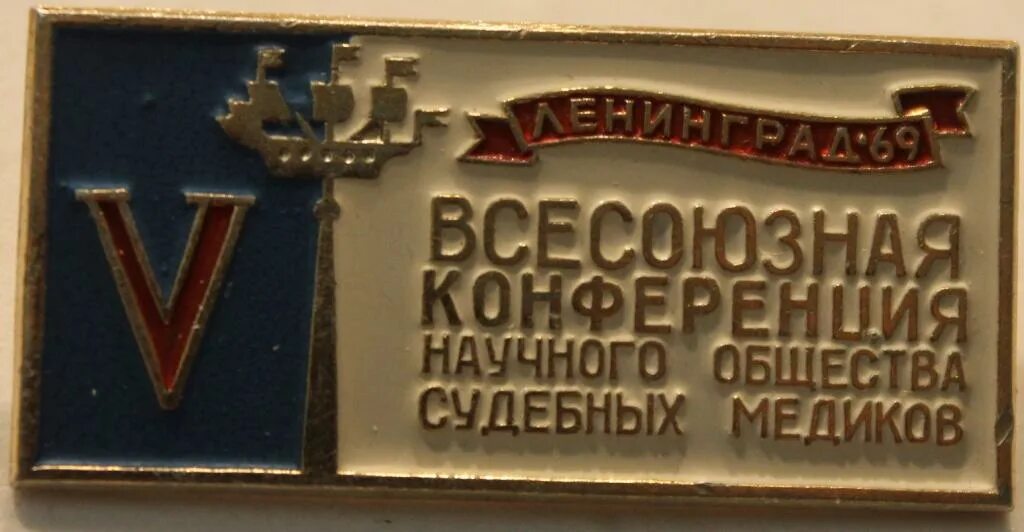 V
ЛЕНИНГРАД·69
ВСЕСОЮЗНАЯ
КОНФЕРЕНЦИЯ
НАУЧНОГО ОБЩЕСТВА
СУДЕБНЫХ МЕДИКОВ